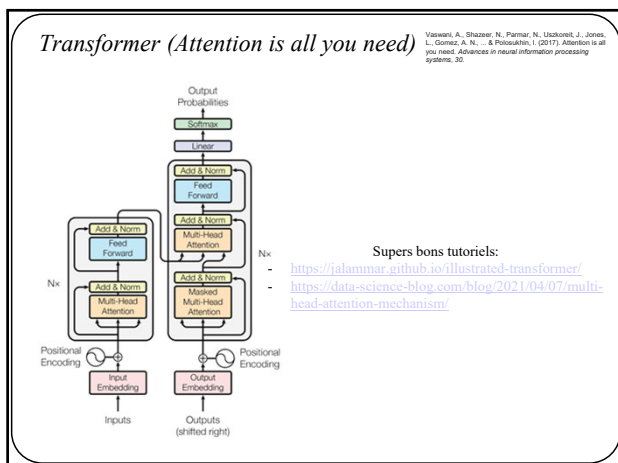 Transformer (Attention is all you need)
Vaswani, A., Shazeer, N., Parmar, N., Uszkoreit, J., Jones,
L., Gomez, A. N., ... & Polosukhin, I. (2017). Attention is all
you need. Advances in neural information processing
systems, 30.
Output
Probabilities
Softmax
Linear
Add & Norm
Feed
Forward
Add & Norm
Multi-Head
Attention
Add & Norm
Masked
Multi-Head
Attention
Nx
Add & Norm
Feed
Forward
Nx
Add & Norm
Multi-Head
Attention
Positional
Encoding
Positional
Encoding
Input
Embedding
Output
Embedding
Inputs
Outputs
(shifted right)
Supers bons tutoriels:
- https://jalammar.github.io/illustrated-transformer/
- https://data-science-blog.com/blog/2021/04/07/multi-
head-attention-mechanism/